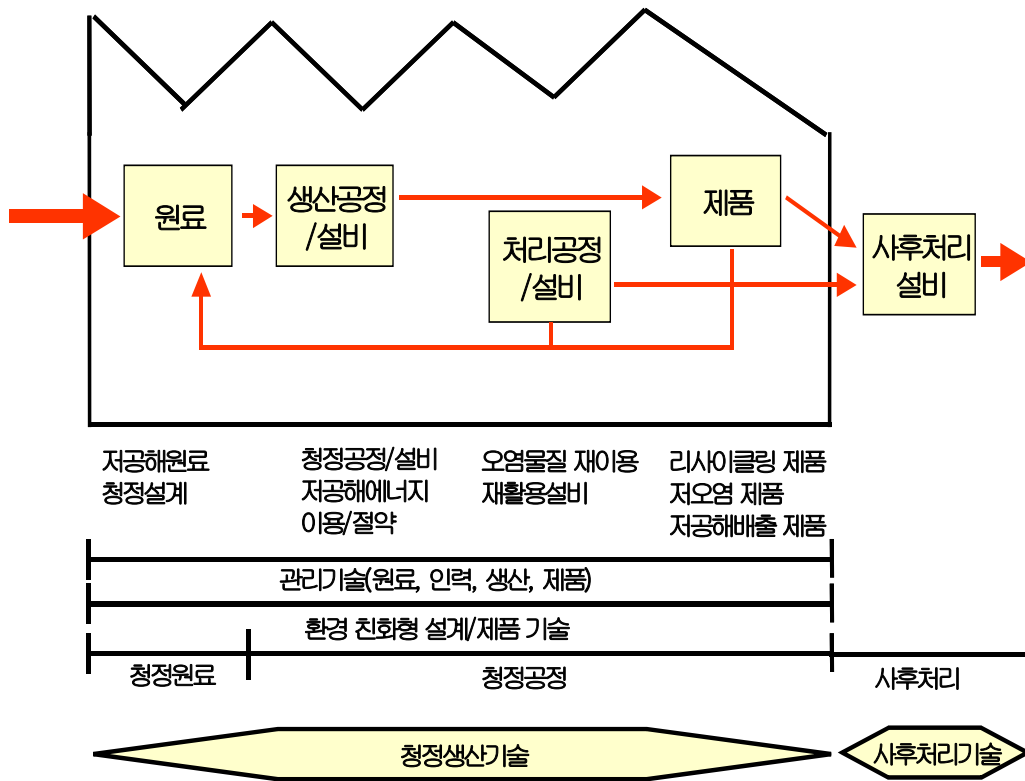 원료
생산공정
/설비
처리공정
/설비
제품
사후처리
설비
저공해원료
청정설계
청정공정/설비
저공해에너지
이용/절약
오염물질 재이용
재활용설비
리사이클링 제품
저오염 제품
저공해배출 제품
관리기술(원료, 인력, 생산, 제품)
환경 친화형 설계/제품 기술
청정원료
청정공정
사후처리
청정생산기술
사후처리기술